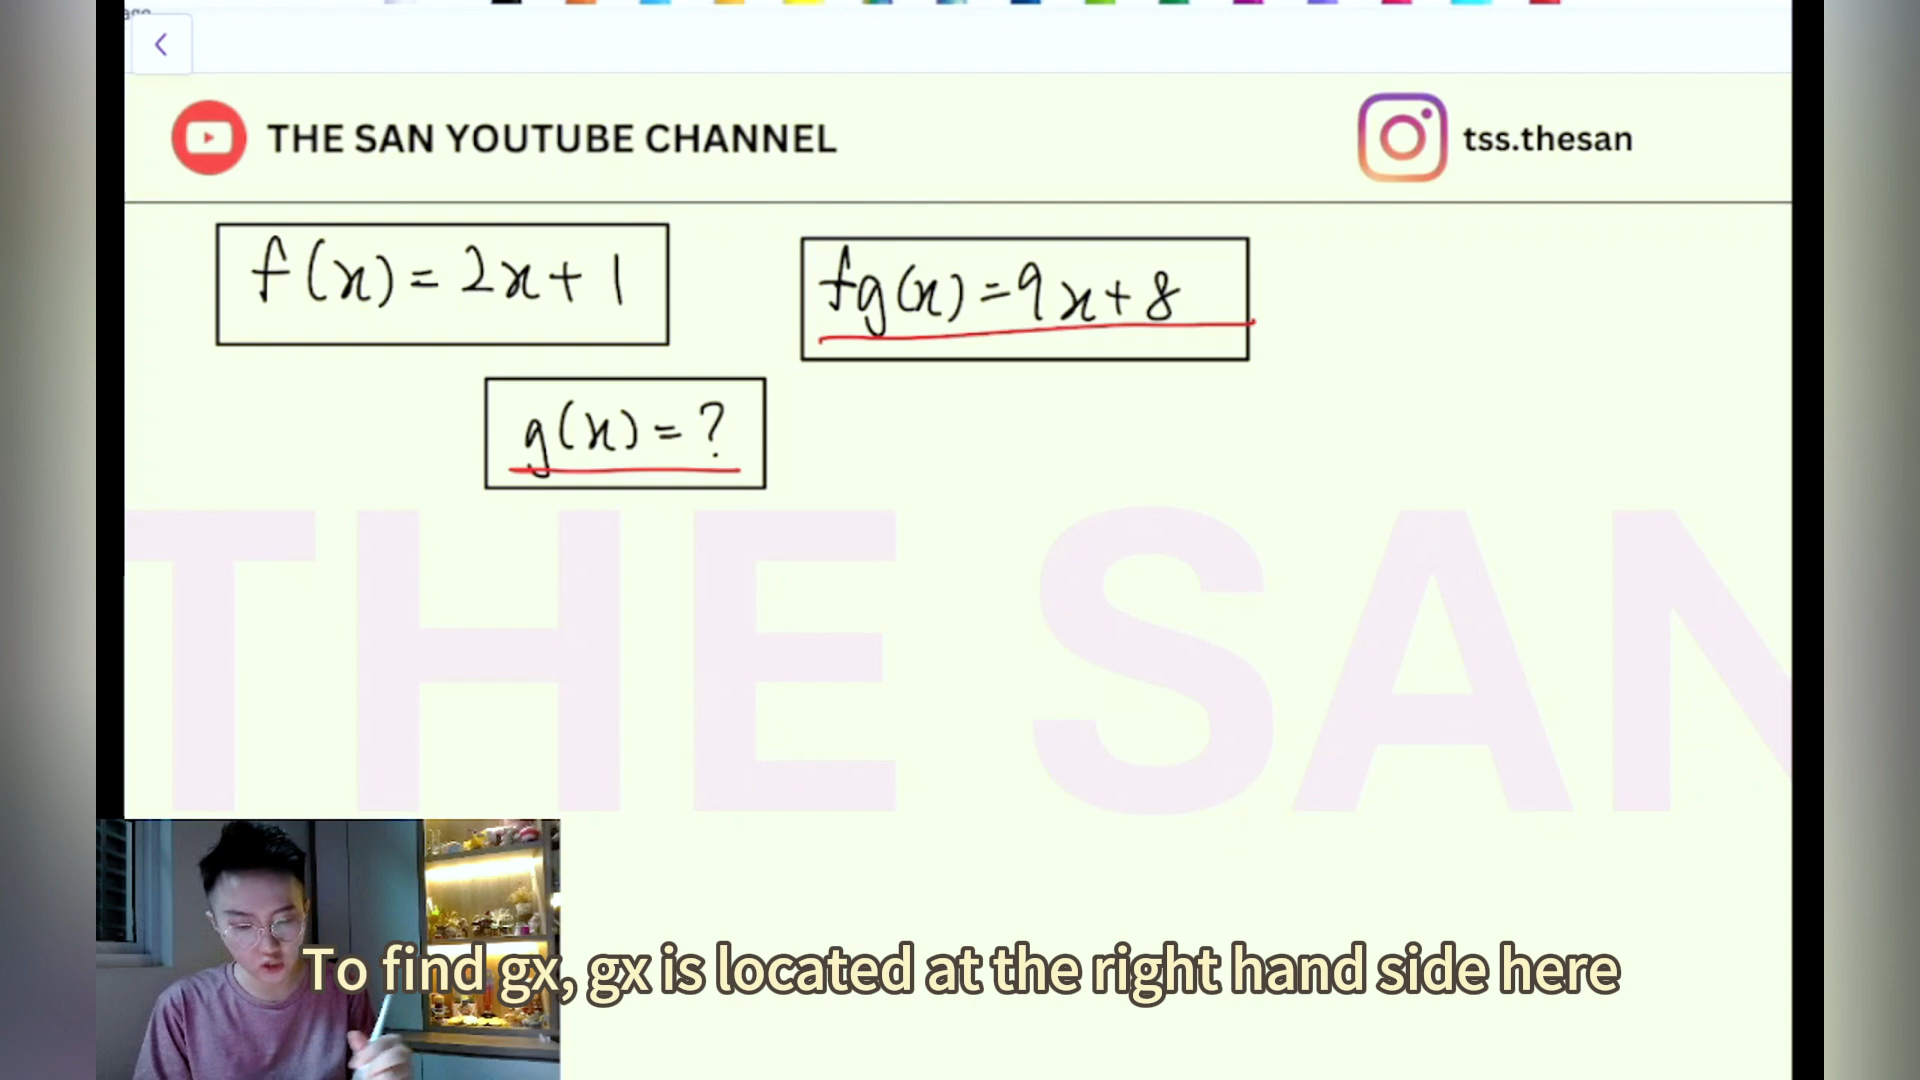 THE SAN YOUTUBE CHANNEL
tss.thesan
f(x)=2x+1
fg(x)=9x+8
g(x)=?
THE SAN
To find gx, gx is located at the right hand side here